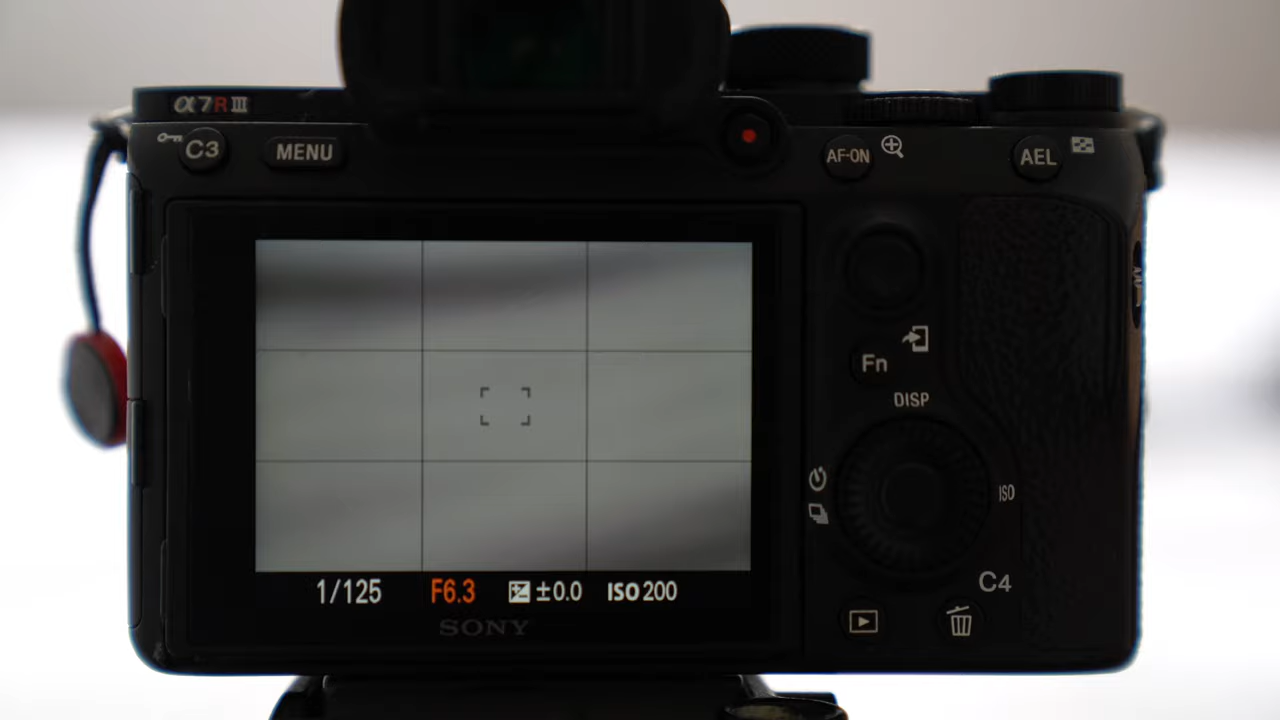 α7RIII
C3
MENU
AF-ON
AEL
Fn
DISP
ISO
1/125 F6.3 ±0.0 ISO 200
SONY
C4